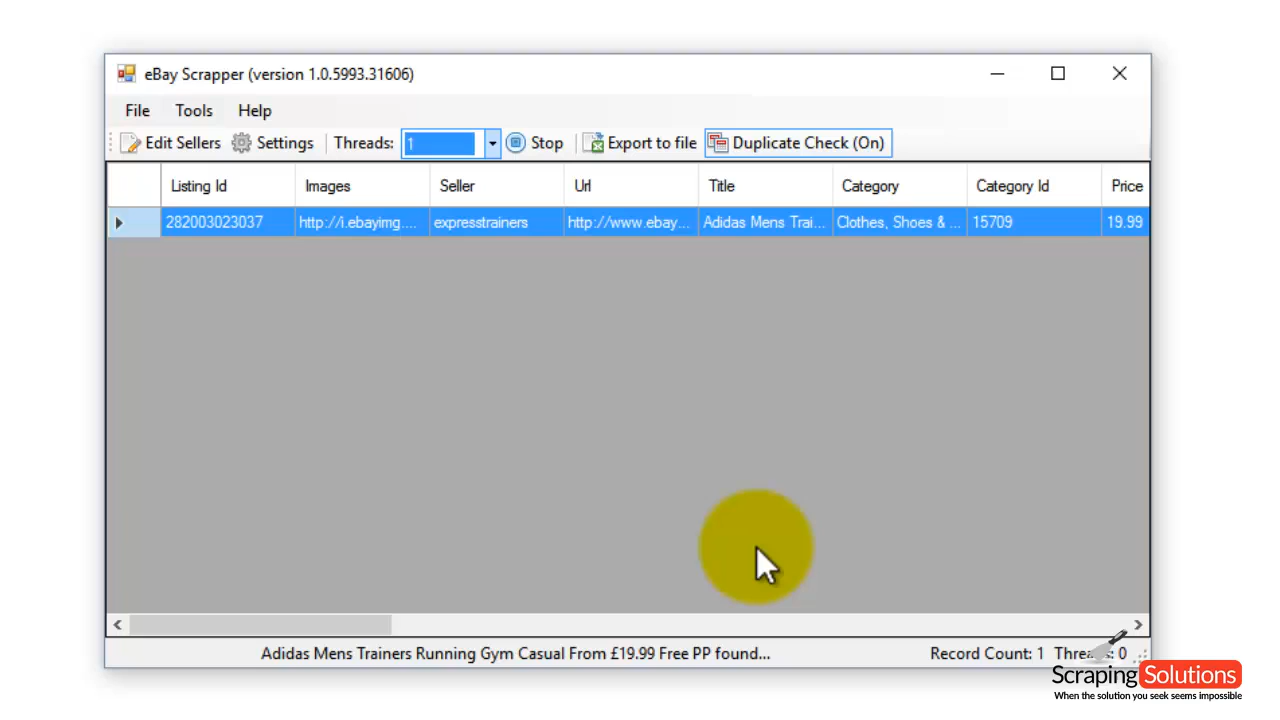 eBay Scrapper (version 1.0.5993.31606)
File Tools Help
Edit Sellers Settings Threads: 1 Stop Export to file Duplicate Check (On)
Listing Id Images Seller Url Title Category Category Id Price
282003023037 http://i.ebayimg.... expresstrainers http://www.ebay... Adidas Mens Trai... Clothes, Shoes & ... 15709 19.99
Adidas Mens Trainers Running Gym Casual From £19.99 Free PP found... Record Count: 1 Threads: 0
Scraping Solutions
When the solution you seek seems impossible